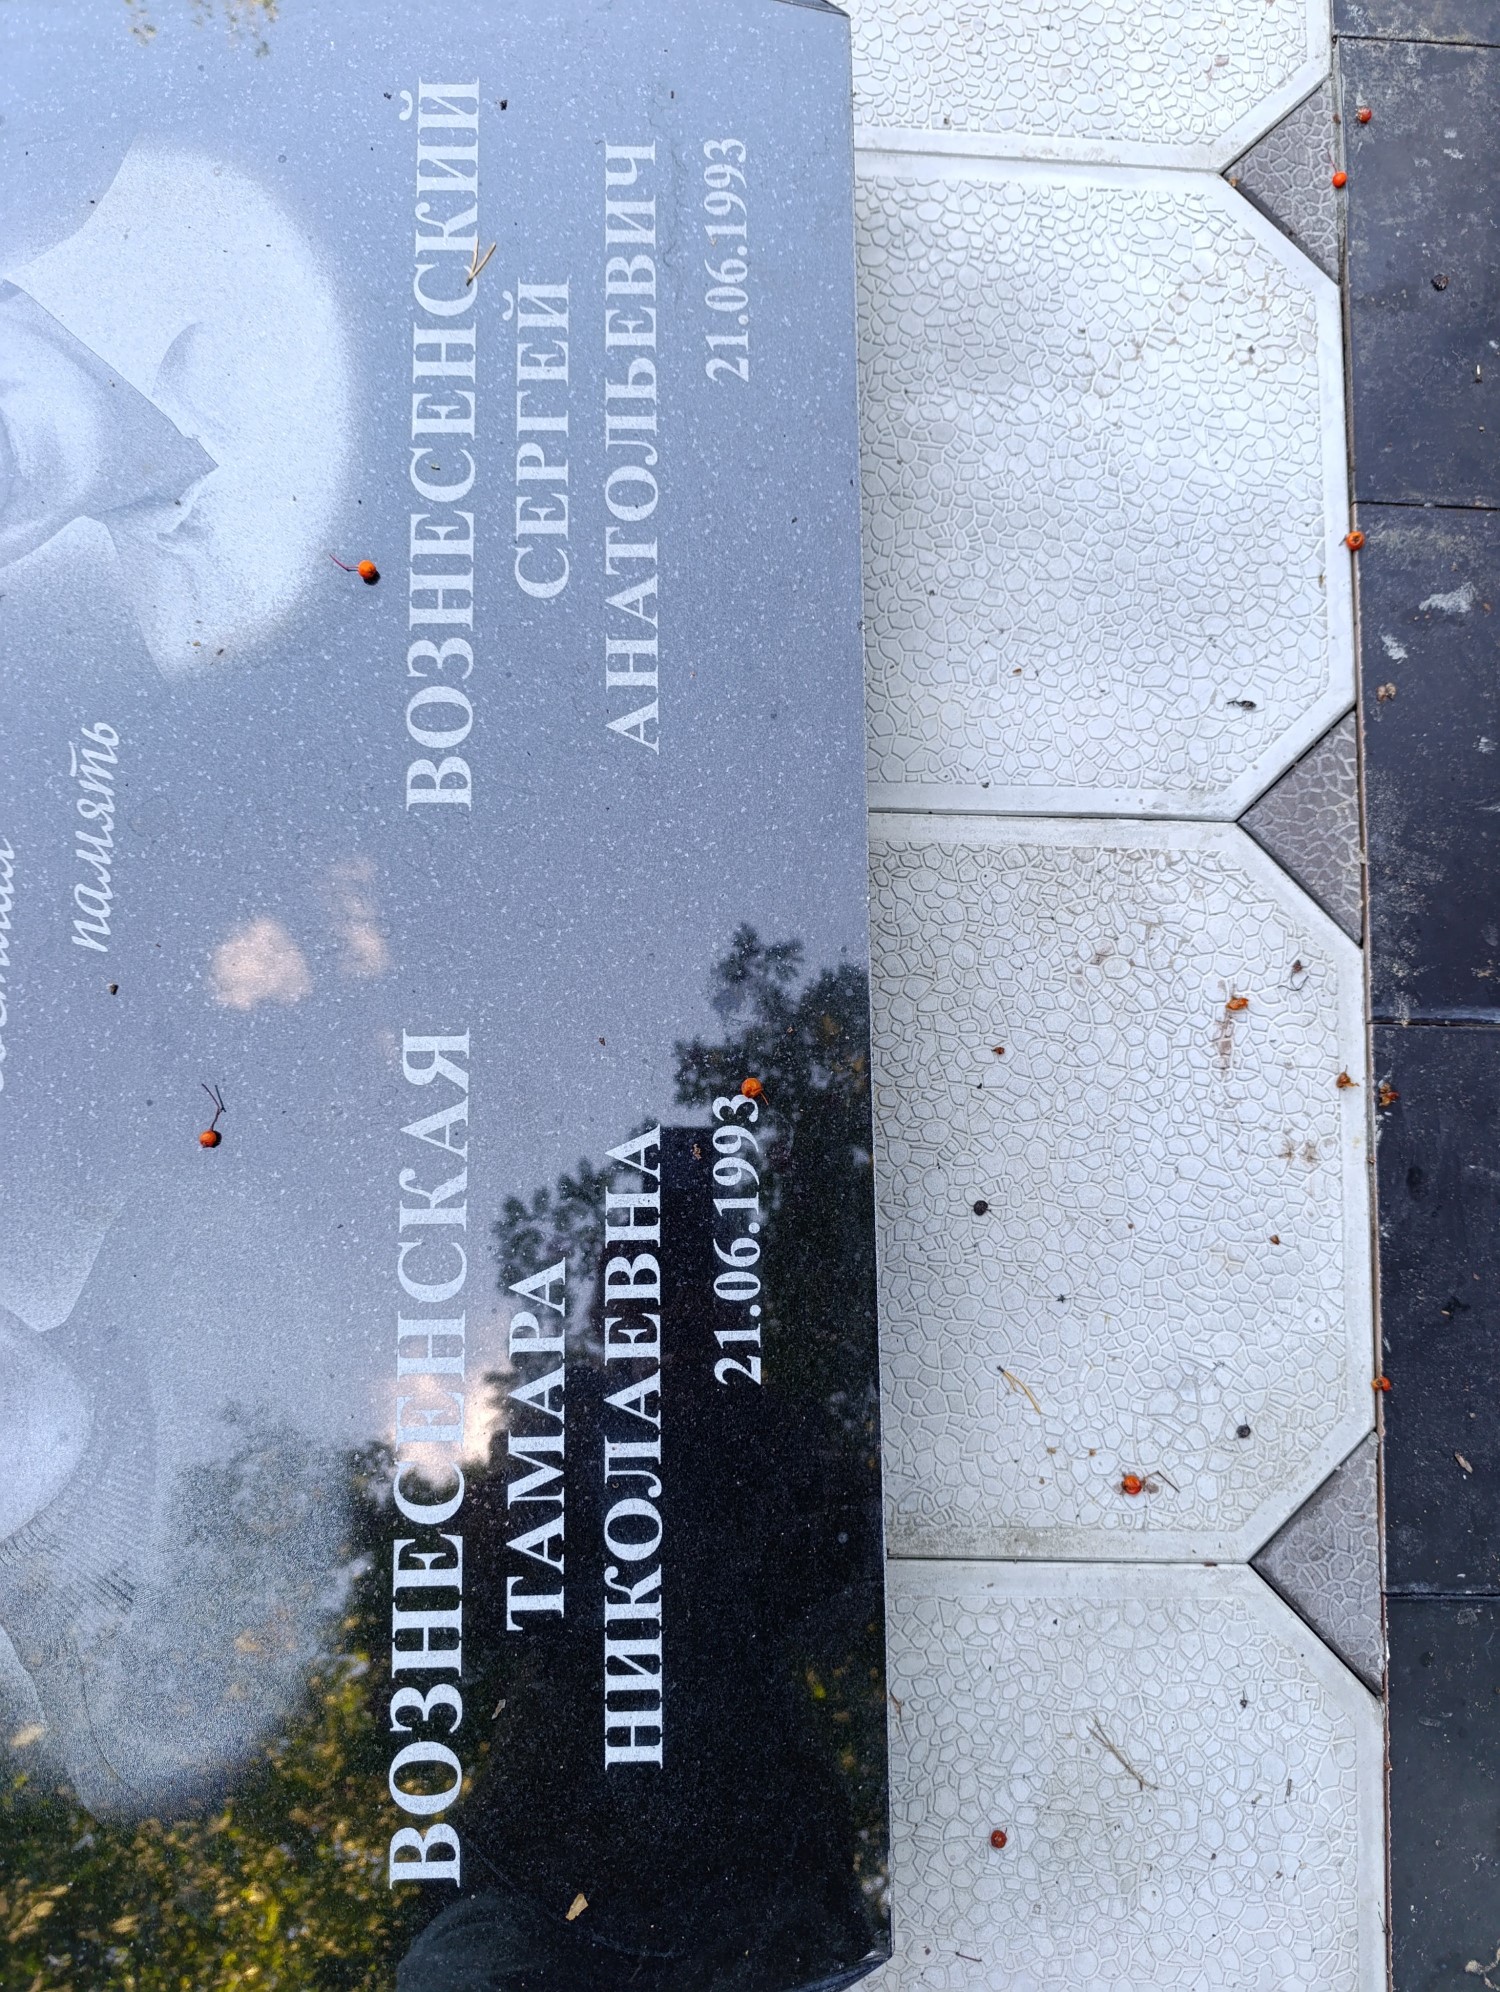 память
ВОЗНЕСЕНСКАЯ
ТАМАРА
НИКОЛАЕВНА
21.06.1993
ВОЗНЕСЕНСКИЙ
СЕРГЕЙ
АНАТОЛЬЕВИЧ
21.06.1993